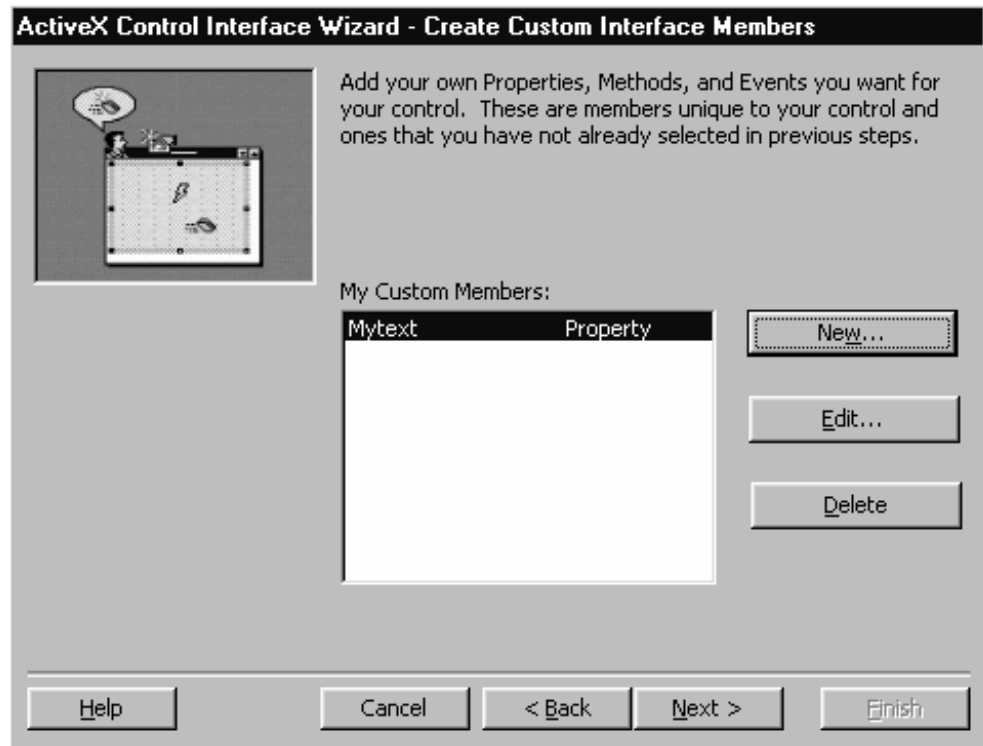 ActiveX Control Interface Wizard - Create Custom Interface Members
Add your own Properties, Methods, and Events you want for
your control. These are members unique to your control and
ones that you have not already selected in previous steps.
My Custom Members:
Mytext Property
New...
Edit...
Delete
Help
Cancel
< Back
Next >
Finish